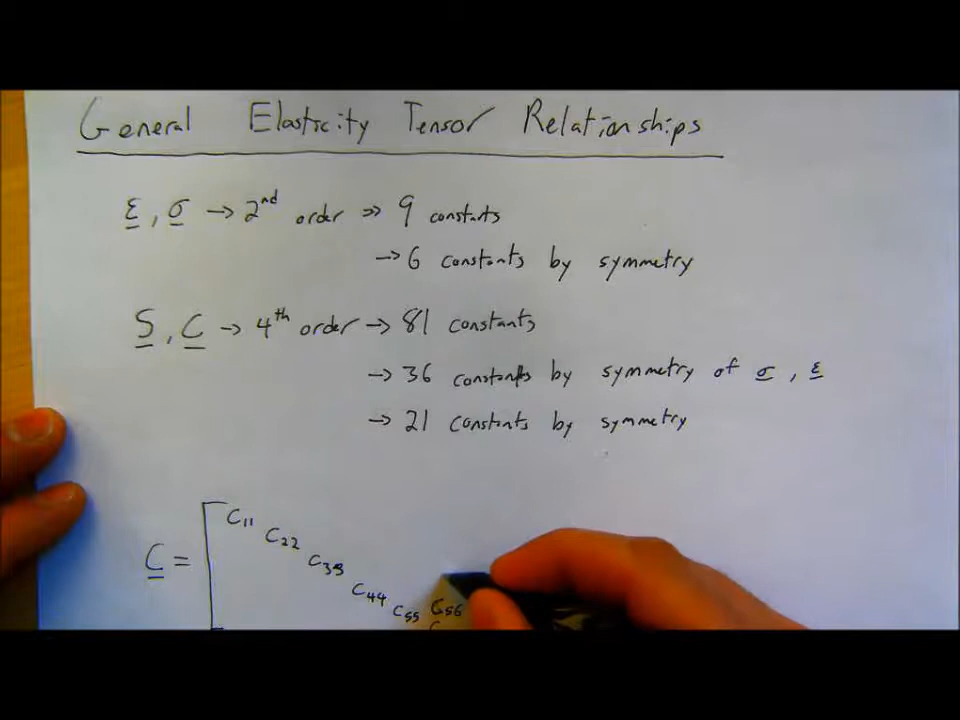 General Elasticity Tensor Relationships
ε, σ → 2nd order ⇒ 9 constants
→ 6 constants by symmetry
S, C → 4th order → 81 constants
→ 36 constants by symmetry of σ, ε
→ 21 constants by symmetry
C11
C22
C = [ C33
C44
C55 C56